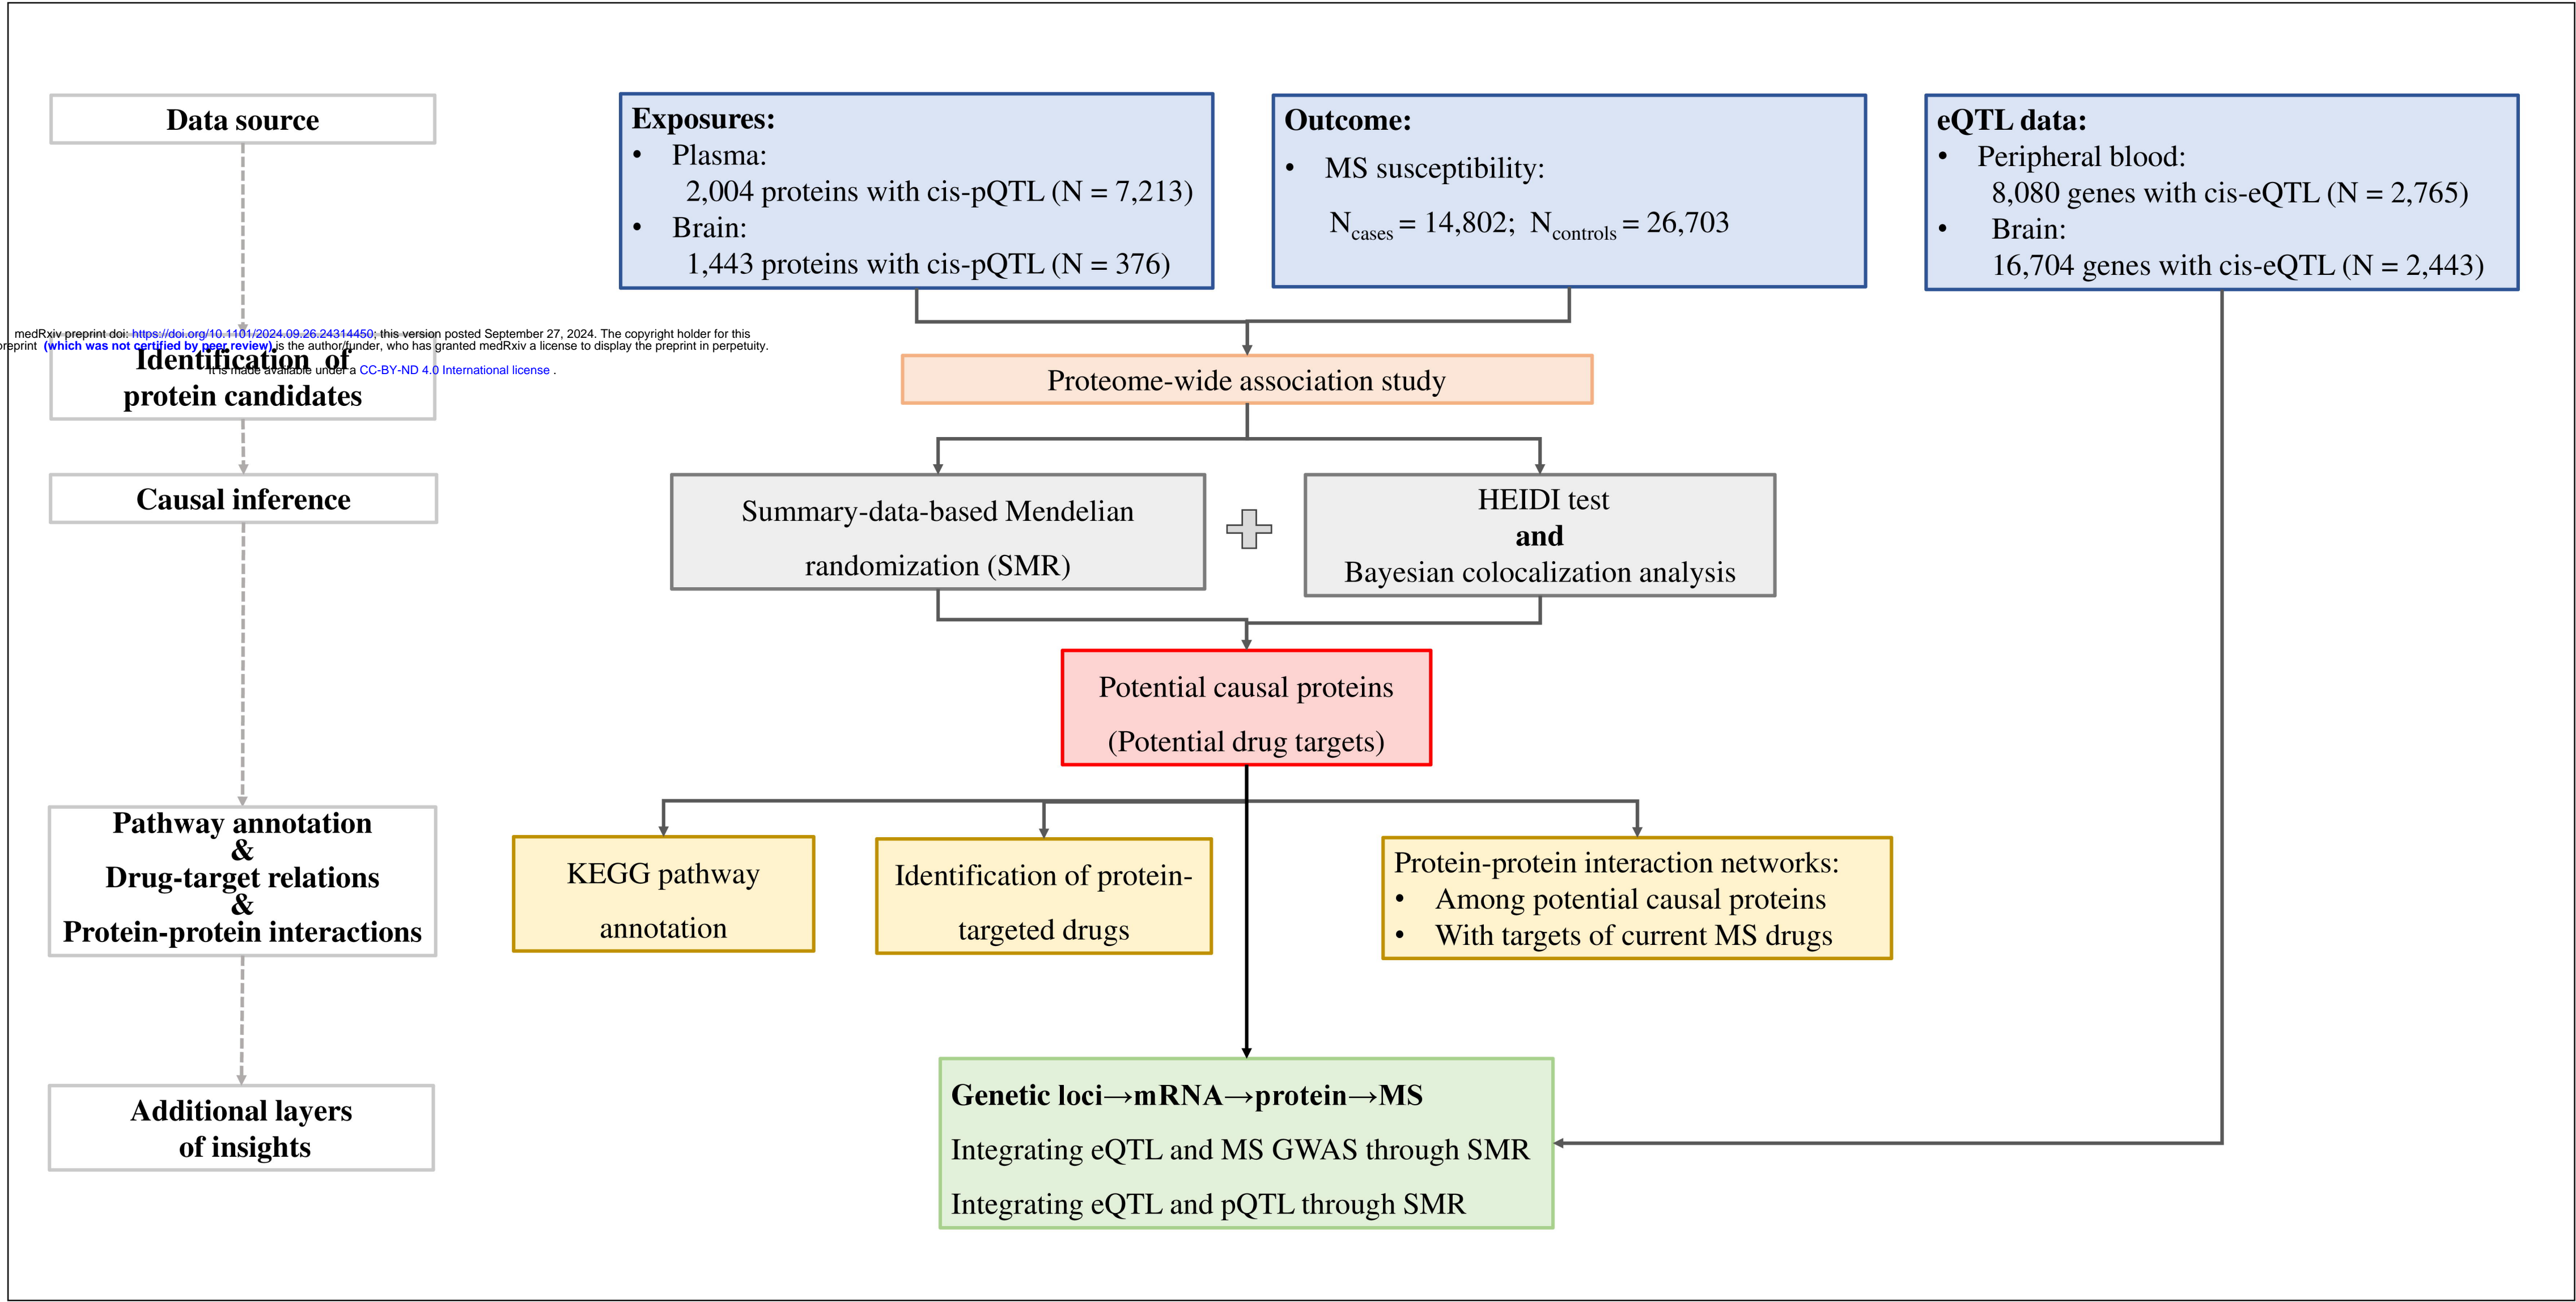 Data source
Exposures:
• Plasma:
2,004 proteins with cis-pQTL (N = 7,213)
• Brain:
1,443 proteins with cis-pQTL (N = 376)
Outcome:
• MS susceptibility:
Ncases = 14,802; Ncontrols = 26,703
eQTL data:
• Peripheral blood:
8,080 genes with cis-eQTL (N = 2,765)
• Brain:
16,704 genes with cis-eQTL (N = 2,443)
medRxiv preprint doi: https://doi.org/10.1101/2024.09.26.24314450; this version posted September 27, 2024. The copyright holder for this
(which was not certified by peer review) is the author/funder, who has granted medRxiv a license to display the preprint in perpetuity.
It is made available under a CC-BY-ND 4.0 International license .
Identification of
protein candidates
Proteome-wide association study
Causal inference
Summary-data-based Mendelian
randomization (SMR)
HEIDI test
and
Bayesian colocalization analysis
Potential causal proteins
(Potential drug targets)
Pathway annotation
&
Drug-target relations
&
Protein-protein interactions
KEGG pathway
annotation
Identification of protein-
targeted drugs
Protein-protein interaction networks:
• Among potential causal proteins
• With targets of current MS drugs
Additional layers
of insights
Genetic loci→mRNA→protein→MS
Integrating eQTL and MS GWAS through SMR
Integrating eQTL and pQTL through SMR